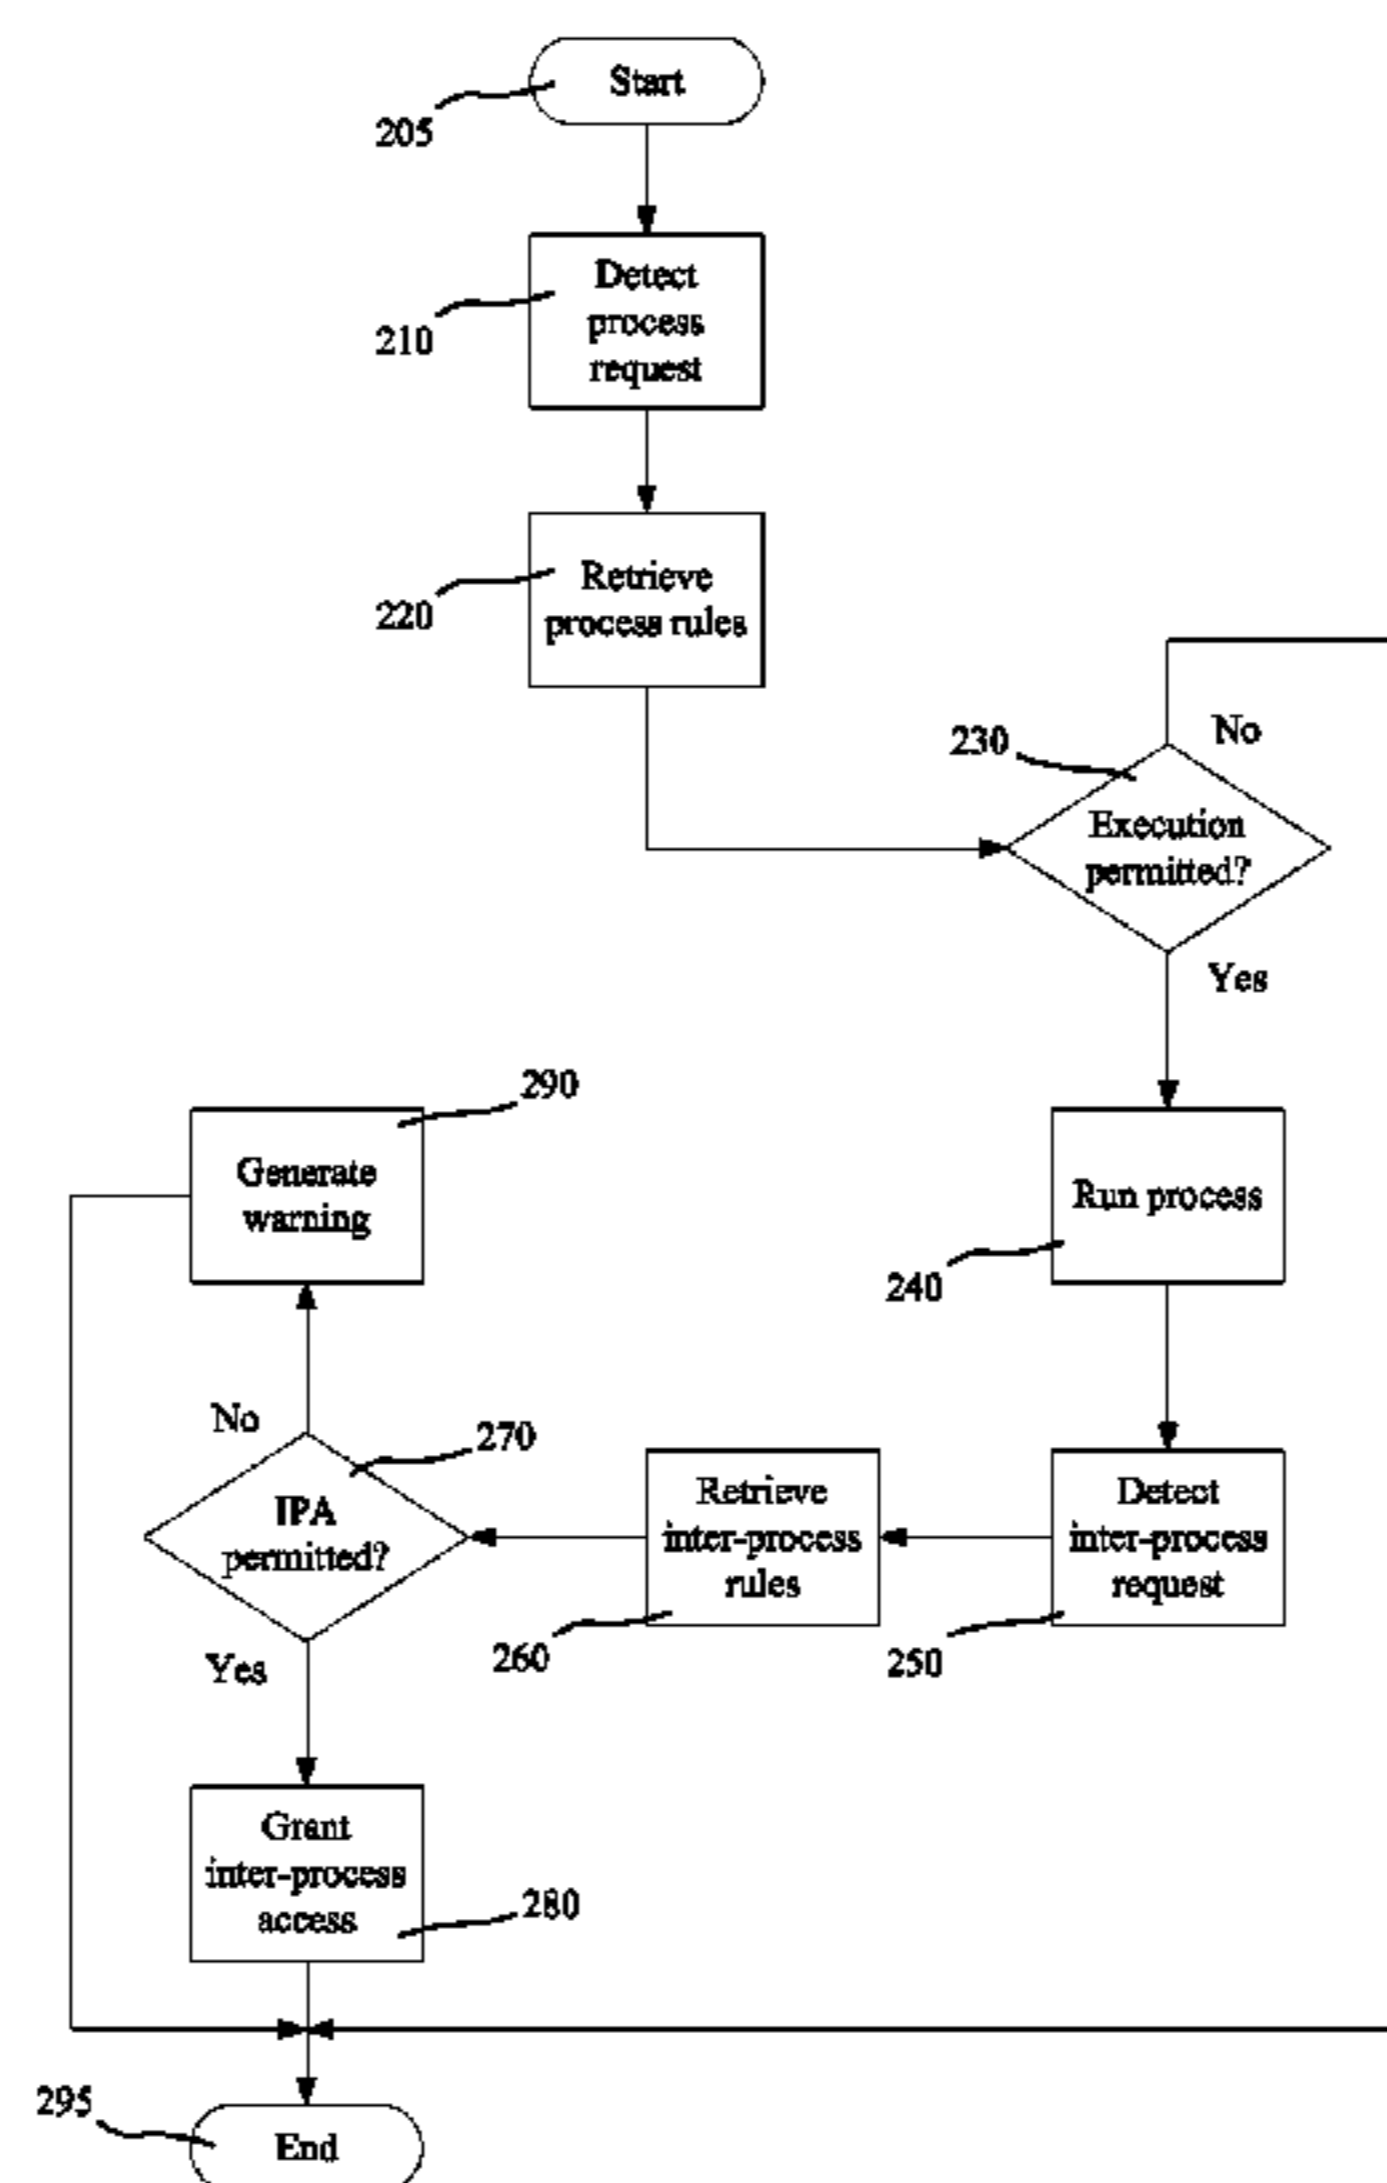 Start
205
Detect
process
request
210
Retrieve
process rules
220
230
No
Execution
permitted?
Yes
290
Generate
warning
Run process
240
No
270
IPA
permitted?
Retrieve
inter-process
rules
Detect
inter-process
request
260
250
Yes
Grant
inter-process
access
280
295
End